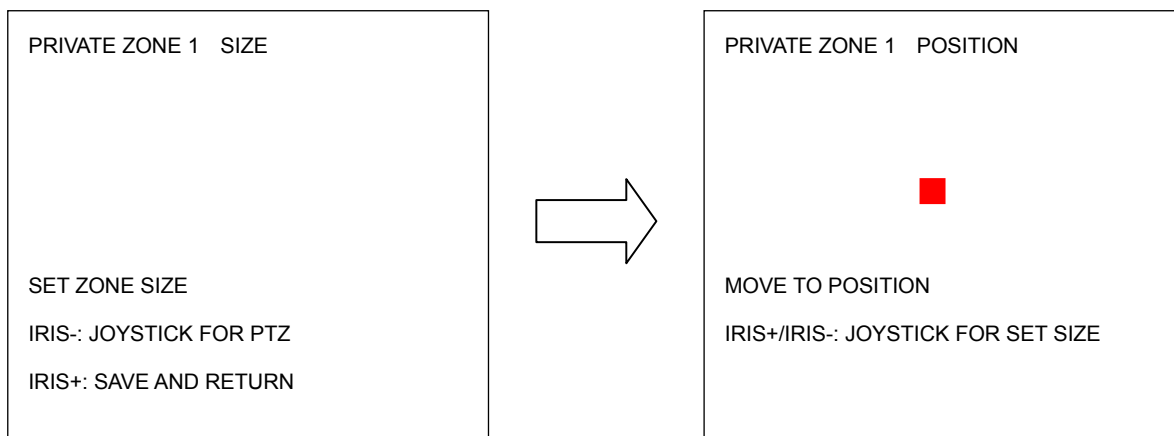 PRIVATE ZONE 1 SIZE
SET ZONE SIZE
IRIS-: JOYSTICK FOR PTZ
IRIS+: SAVE AND RETURN
PRIVATE ZONE 1 POSITION
MOVE TO POSITION
IRIS+/IRIS-: JOYSTICK FOR SET SIZE